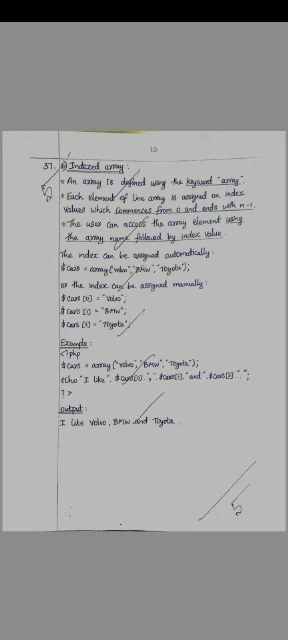 10
37. b) Indexed array:
* An array is defined using the keyword "array".
* Each element of line array is assigned an index
values which commences from 0 and ends with n-1.
* The user can access the array element using
the array name followed by index value.
The index can be assigned automatically:
$cars = array("Volvo","BMW","Toyota");
or the index can be assigned manually:
$cars [0] = "Volvo";
$cars [1] = "BMW";
$cars [2] = "Toyota";
Example:
<?php
$cars = array("Volvo","BMW","Toyota");
echo "I like". $cars[0].",".$cars[1]."and".$cars[2].".";
?>
output:
I like Volvo, BMW and Toyota.
5